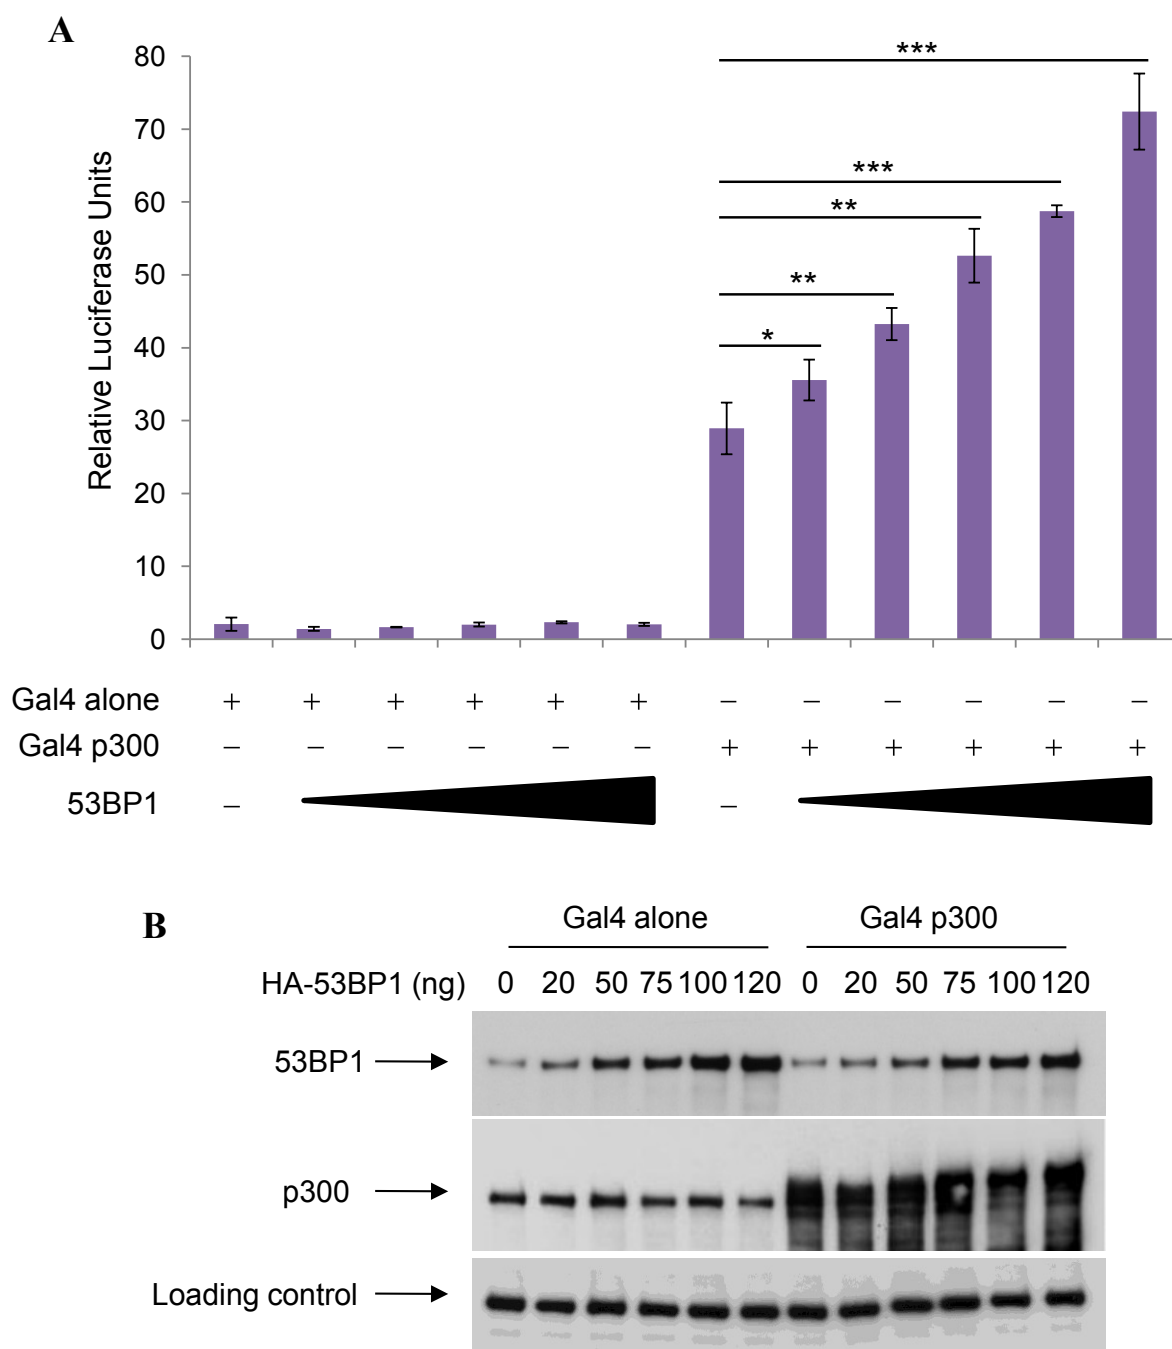 A
80
70
60
50
40
30
20
10
0
Relative Luciferase Units
***
***
**
**
*
Gal4 alone + + + + + + – – – – – –
Gal4 p300 – – – – – – + + + + + +
53BP1 – –
B
Gal4 alone Gal4 p300
HA-53BP1 (ng) 0 20 50 75 100 120 0 20 50 75 100 120
53BP1
p300
Loading control